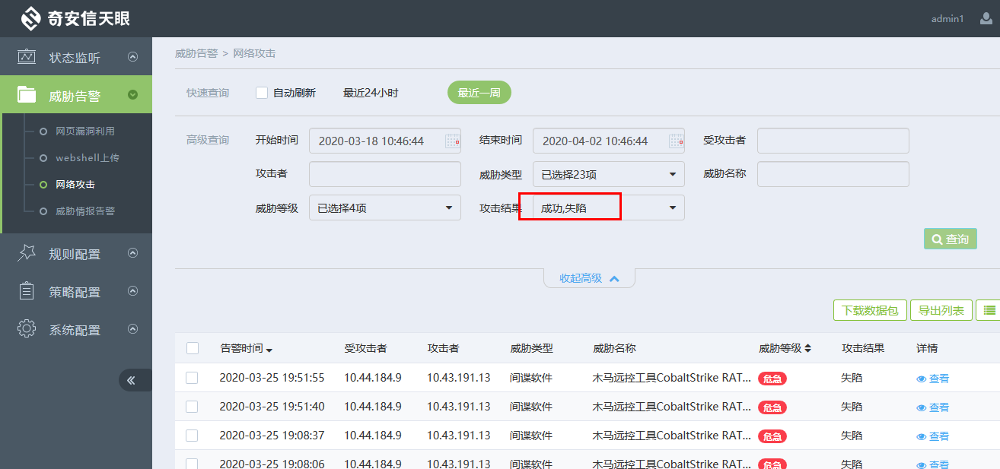 奇安信天眼
admin1
状态监听
威胁告警
网页漏洞利用
webshell上传
网络攻击
威胁情报告警
规则配置
策略配置
系统配置
威胁告警 > 网络攻击
快速查询 自动刷新 最近24小时 最近一周
高级查询 开始时间 2020-03-18 10:46:44 结束时间 2020-04-02 10:46:44 受攻击者
攻击者 威胁类型 已选择23项 威胁名称
威胁等级 已选择4项 攻击结果 成功,失陷
查询
收起高级
下载数据包 导出列表
告警时间 受攻击者 攻击者 威胁类型 威胁名称 威胁等级 攻击结果 详情
2020-03-25 19:51:55 10.44.184.9 10.43.191.13 间谍软件 木马远控工具CobaltStrike RAT... 危急 失陷 查看
2020-03-25 19:51:40 10.44.184.9 10.43.191.13 间谍软件 木马远控工具CobaltStrike RAT... 危急 失陷 查看
2020-03-25 19:08:37 10.44.184.9 10.43.191.13 间谍软件 木马远控工具CobaltStrike RAT... 危急 失陷 查看
2020-03-25 19:08:06 10.44.184.9 10.43.191.13 间谍软件 木马远控工具CobaltStrike RAT... 危急 失陷 查看